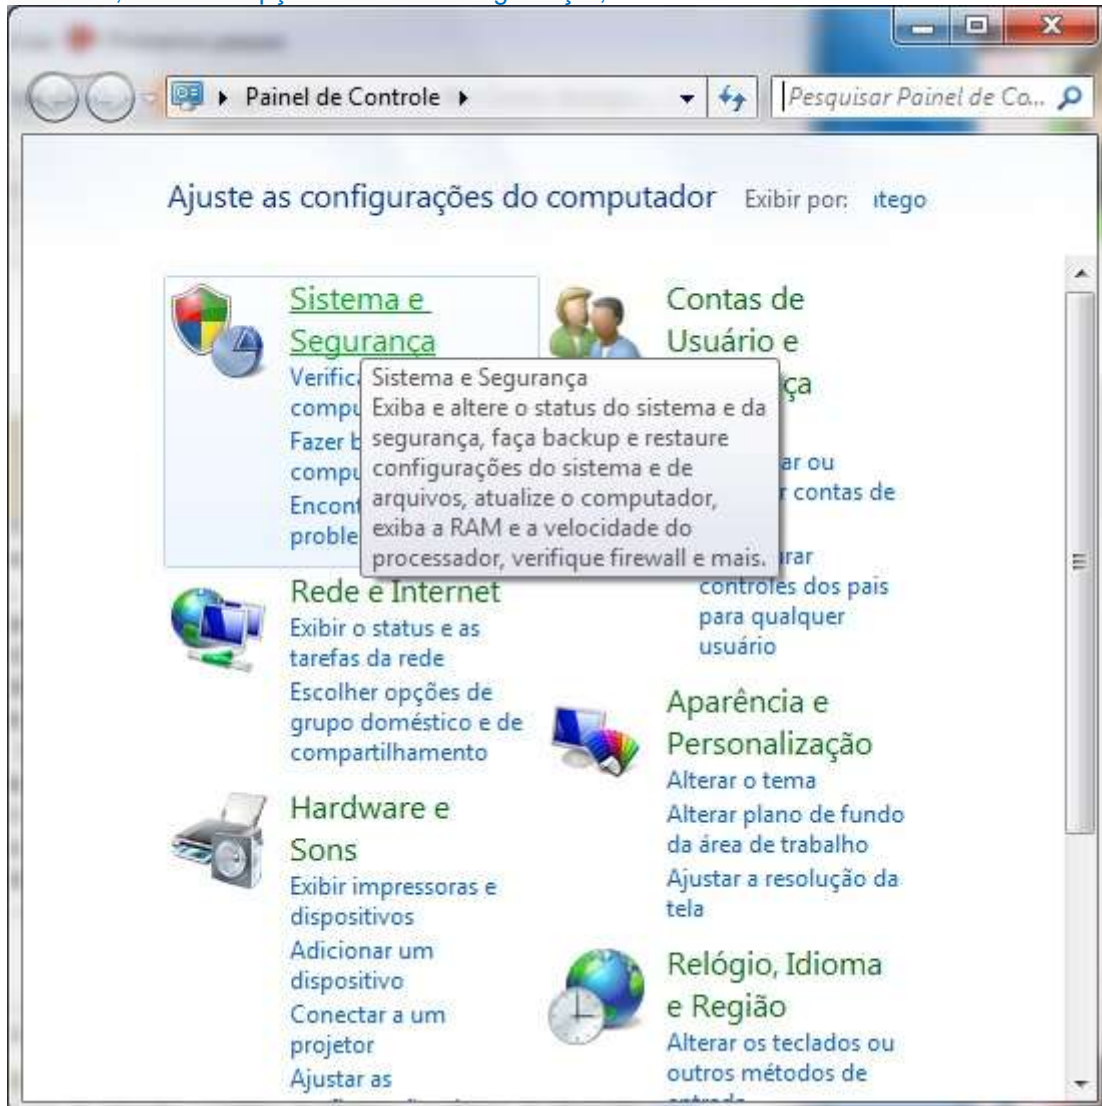 Painel de Controle
Pesquisar Painel de Co...
Ajuste as configurações do computador
Exibir por:
Sistema e
Segurança
Sistema e Segurança
Exiba e altere o status do sistema e da
segurança, faça backup e restaure
configurações do sistema e de
arquivos, atualize o computador,
exiba a RAM e a velocidade do
processador, verifique firewall e mais.
Rede e Internet
Exibir o status e as
tarefas da rede
Escolher opções de
grupo doméstico e de
compartilhamento
Hardware e
Sons
Exibir impressoras e
dispositivos
Adicionar um
dispositivo
Conectar a um
projetor
Ajustar as
Contas de
Usuário e
ou
contas de
controles dos pais
para qualquer
usuário
Aparência e
Personalização
Alterar o tema
Alterar plano de fundo
da área de trabalho
Ajustar a resolução da
tela
Relógio, Idioma
e Região
Alterar os teclados ou
outros métodos de